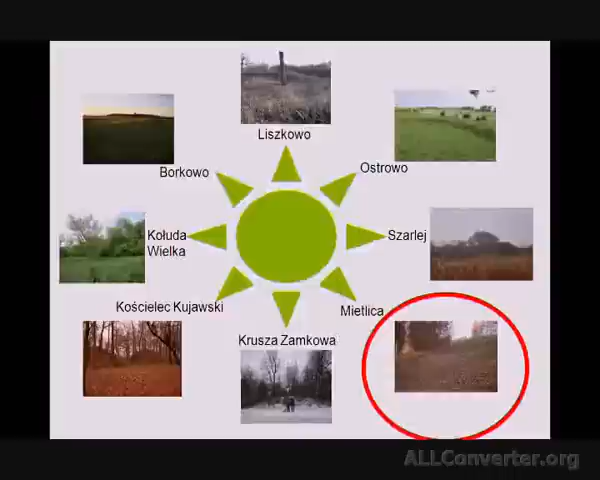 Liszkowo
Ostrowo
Borkowo
Kołuda
Wielka
Szarlej
Kościelec Kujawski
Mietlica
Krusza Zamkowa
ALLConverter.org